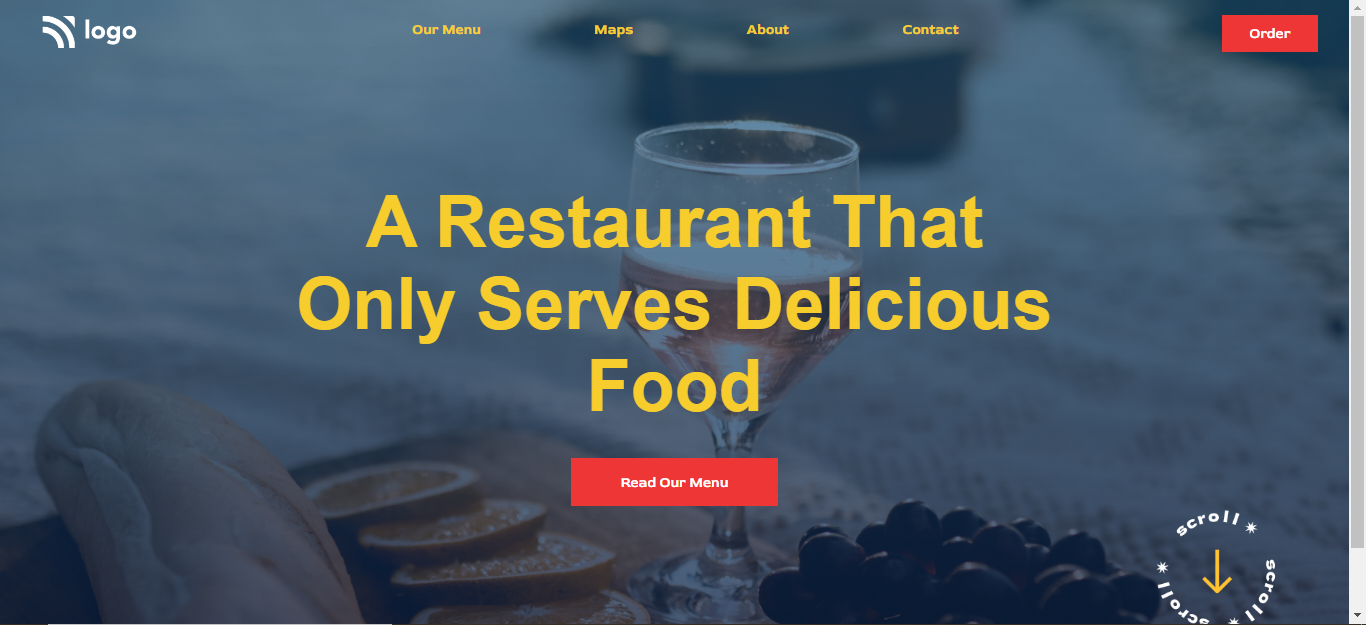 logo
Our Menu
Maps
About
Contact
Order
A Restaurant That
Only Serves Delicious
Food
Read Our Menu
scroll
scroll
scroll